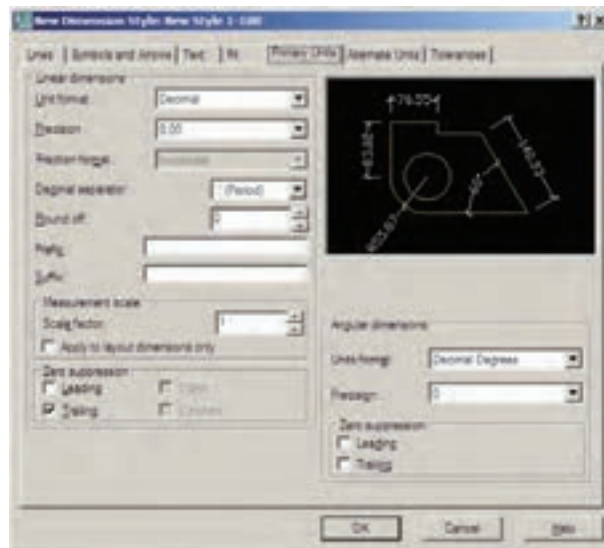 New Dimension Style: New Style 1-100
Lines Symbols and Arrows Text Fit Primary Units Alternate Units Tolerances
Linear dimensions
Unit format: Decimal
Precision 0.00
Fraction format:
Decimal separator: '.' (Period)
Round off: 0
Prefix:
Suffix:
Measurement scale
Scale factor: 1
Apply to layout dimensions only
Zero suppression
Leading
Trailing
60°
Angular dimensions
Units format: Decimal Degrees
Precision: 0
Zero suppression
Leading
Trailing
OK Cancel Help